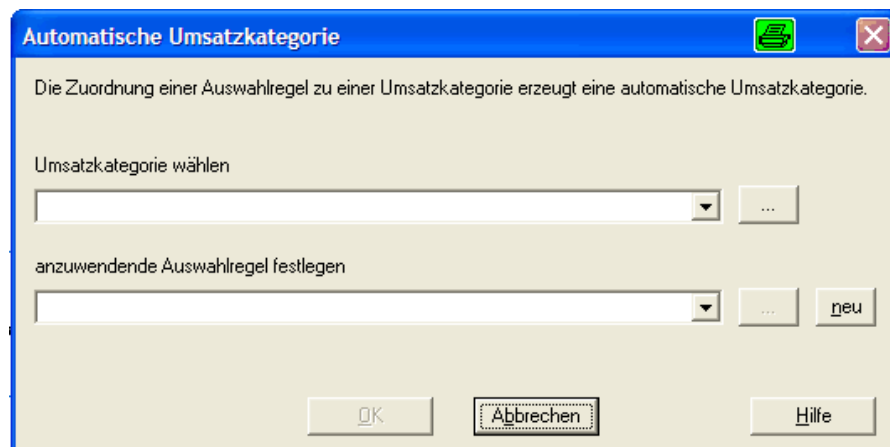 Automatische Umsatzkategorie
Die Zuordnung einer Auswahlregel zu einer Umsatzkategorie erzeugt eine automatische Umsatzkategorie.
Umsatzkategorie wählen
...
anzuwendende Auswahlregel festlegen
... neu
OK Abbrechen Hilfe